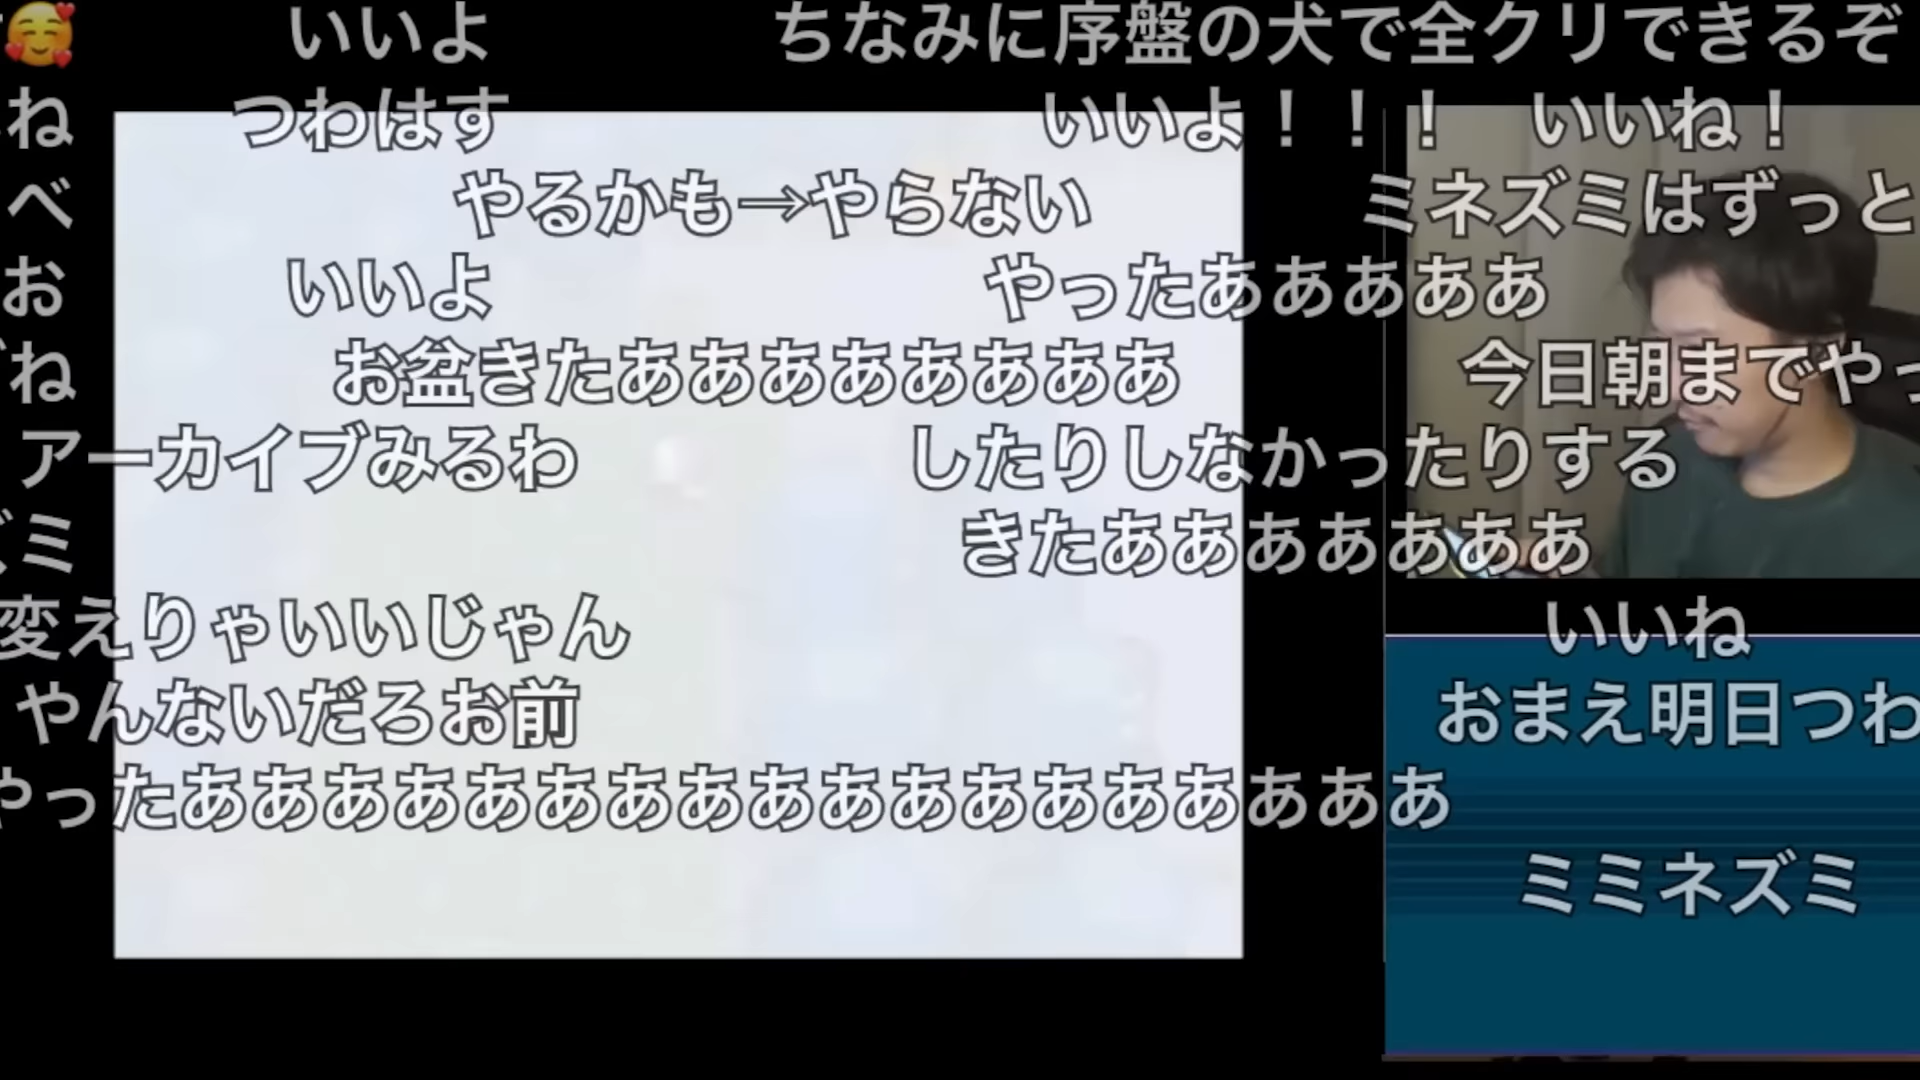 いいよ ちなみに序盤の犬で全クリできるぞ
ね つわはす いいよ！！！ いいね！
べ やるかも→やらない ミネズミはずっと
お いいよ やったあああああ
ね お盆きたああああああああ 今日朝までやっ
アーカイブみるわ したりしなかったりする
ズミ きたあああああああ
変えりゃいいじゃん いいね
やんないだろお前 おまえ明日つわ
やったあああああああああああああああああああ
ミミネズミ